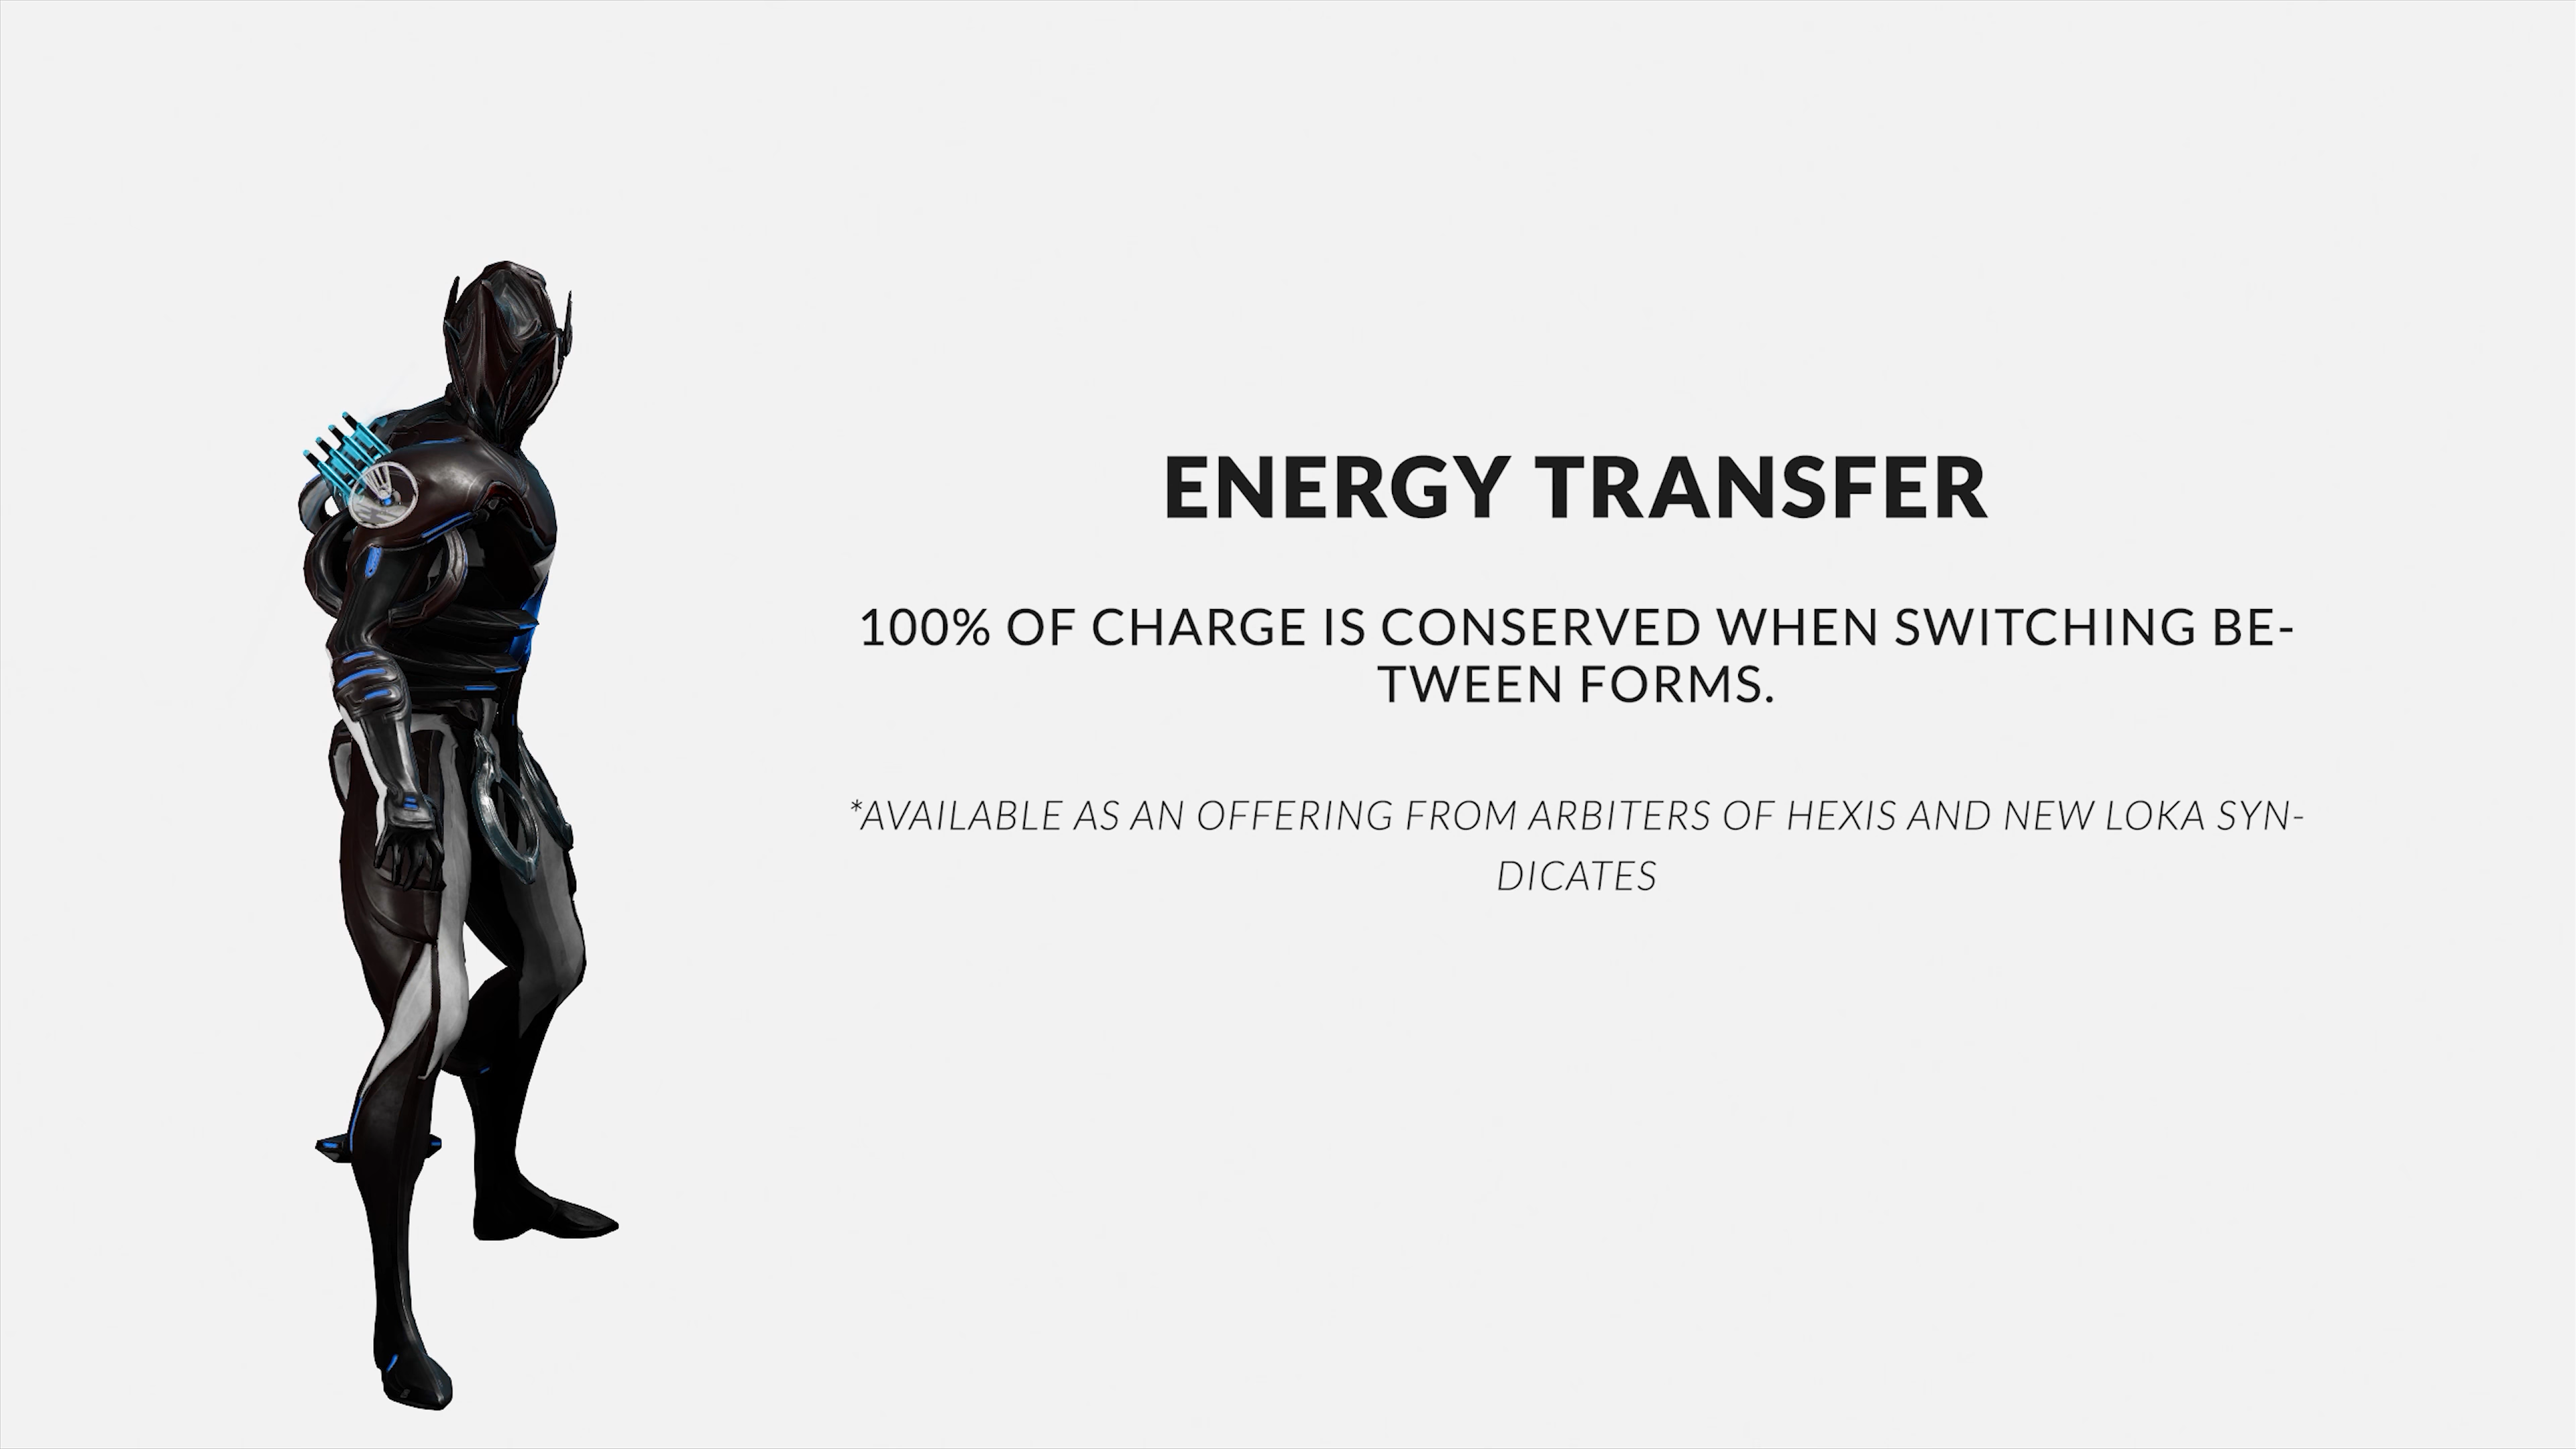 ENERGY TRANSFER
100% OF CHARGE IS CONSERVED WHEN SWITCHING BE-
TWEEN FORMS.
*AVAILABLE AS AN OFFERING FROM ARBITERS OF HEXIS AND NEW LOKA SYN-
DICATES